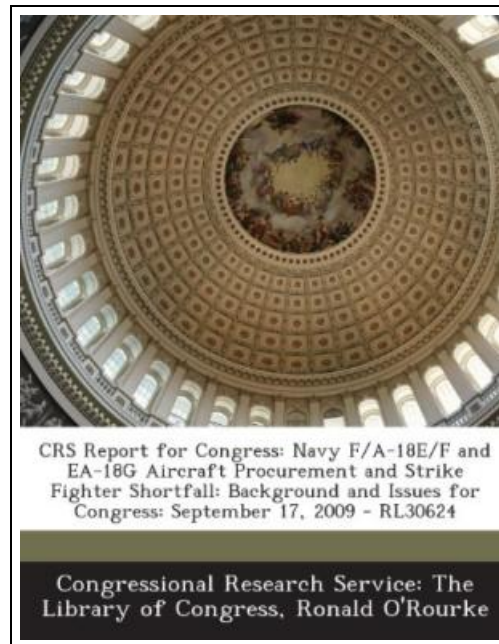 CRS Report for Congress: Navy F/A-18E/F and
EA-18G Aircraft Procurement and Strike
Fighter Shortfall: Background and Issues for
Congress: September 17, 2009 - RL30624
Congressional Research Service: The
Library of Congress, Ronald O'Rourke